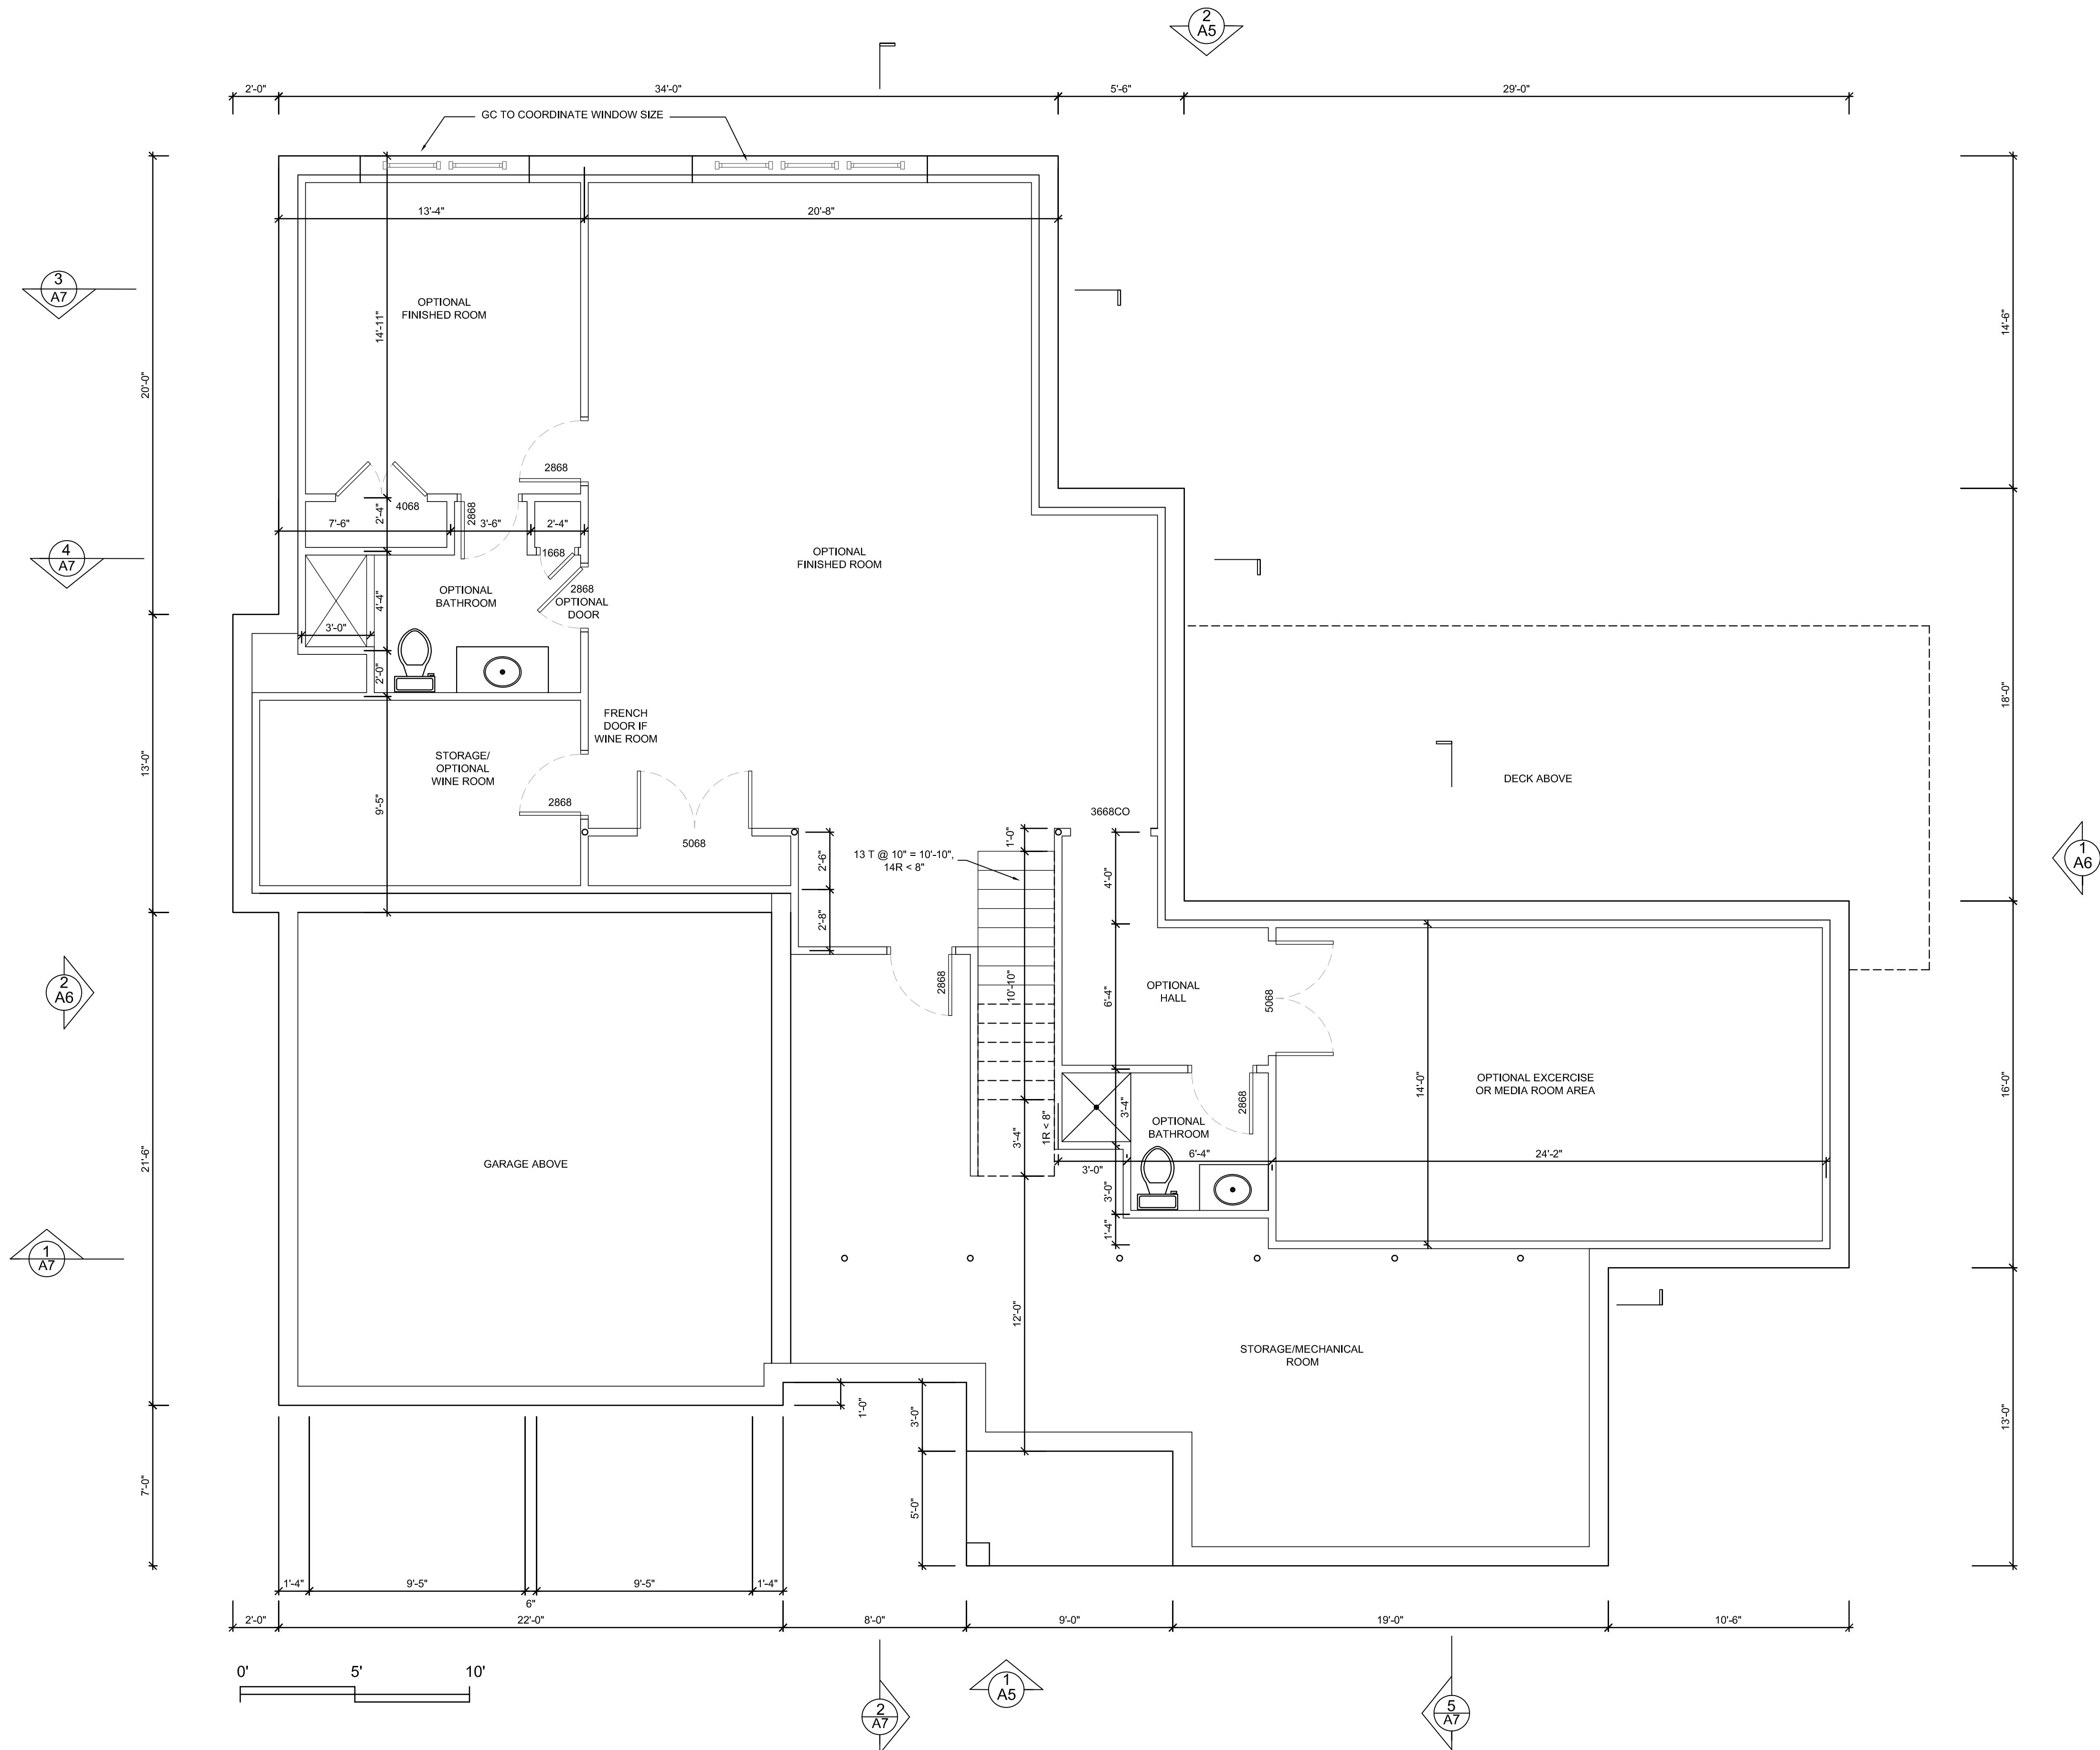 2
A5
2'-0"
34'-0"
5'-6"
29'-0"
GC TO COORDINATE WINDOW SIZE
13'-4"
20'-8"
3
A7
OPTIONAL
FINISHED ROOM
14'-11"
20'-0"
14'-6"
2868
4068
2868
2'-4"
7'-6"
3'-6"
2'-4"
4
A7
1668
OPTIONAL
FINISHED ROOM
OPTIONAL
BATHROOM
2868
OPTIONAL
DOOR
4'-4"
3'-0"
2'-0"
18'-0"
FRENCH
DOOR IF
WINE ROOM
STORAGE/
OPTIONAL
WINE ROOM
13'-0"
9'-5"
2868
DECK ABOVE
3668CO
5068
1'-0"
2'-6"
13 T @ 10" = 10'-10",
14R < 8"
4'-0"
1
A6
2'-8"
2
A6
2868
10'-10"
6'-4"
OPTIONAL
HALL
5068
OPTIONAL EXCERCISE
OR MEDIA ROOM AREA
14'-0"
16'-0"
2868
3'-4"
OPTIONAL
BATHROOM
1R < 8"
3'-4"
GARAGE ABOVE
21'-6"
3'-0"
6'-4"
24'-2"
3'-0"
1'-4"
1
A7
12'-0"
STORAGE/MECHANICAL
ROOM
1'-0"
3'-0"
13'-0"
7'-0"
5'-0"
1'-4"
9'-5"
6"
9'-5"
1'-4"
2'-0"
22'-0"
8'-0"
9'-0"
19'-0"
10'-6"
0'
5'
10'
2
A7
1
A5
5
A7